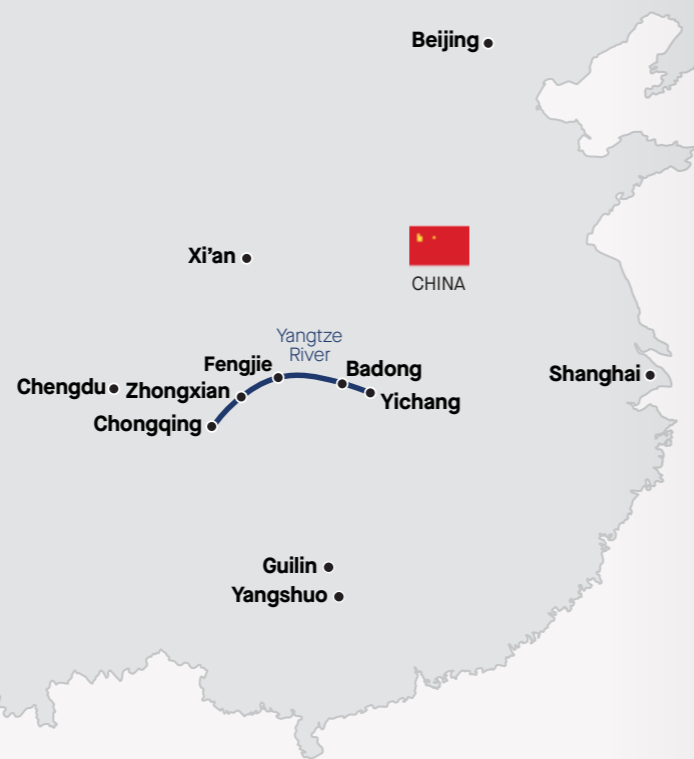 Beijing
Xi’an
CHINA
Yangtze
River
Fengjie
Badong
Shanghai
Chengdu
Zhongxian
Yichang
Chongqing
Guilin
Yangshuo